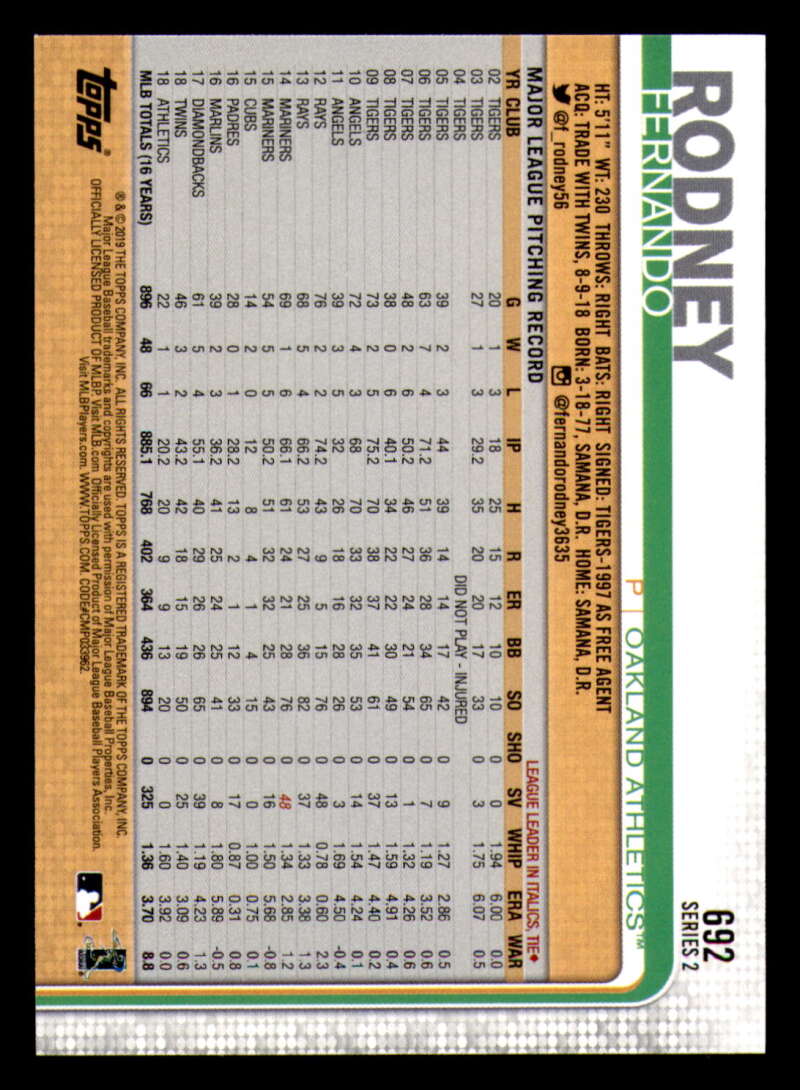 692
SERIES 2
RODNEY
FERNANDO
P | OAKLAND ATHLETICS™
HT: 5'11" WT: 230 THROWS: RIGHT BATS: RIGHT SIGNED: TIGERS-1997 AS FREE AGENT
ACQ: TRADE WITH TWINS, 8-9-18 BORN: 3-18-77, SAMANA, D.R. HOME: SAMANA, D.R.
@f_rodney56 @fernandorodney3635
MAJOR LEAGUE PITCHING RECORD LEAGUE LEADER IN ITALICS, TIE♦
YR CLUB G W L IP H R ER BB SO SHO SV WHIP ERA WAR
02 TIGERS 20 1 3 18 25 15 12 10 10 0 0 1.94 6.00 0.0
03 TIGERS 27 1 3 29.2 35 20 20 17 33 0 3 1.75 6.07 0.5
04 TIGERS DID NOT PLAY - INJURED
05 TIGERS 39 2 3 44 39 14 14 17 42 0 9 1.27 2.86 0.5
06 TIGERS 63 7 4 71.2 51 36 28 34 65 0 7 1.19 3.52 0.6
07 TIGERS 48 2 6 50.2 46 27 24 21 54 0 1 1.32 4.26 0.6
08 TIGERS 38 0 6 40.1 34 22 22 30 49 0 13 1.59 4.91 0.4
09 TIGERS 73 2 5 75.2 70 38 37 41 61 0 37 1.47 4.40 0.2
10 ANGELS 72 4 3 68 70 33 32 35 53 0 14 1.54 4.24 0.1
11 ANGELS 39 3 5 32 26 18 16 28 26 0 3 1.69 4.50 -0.4
12 RAYS 76 2 2 74.2 43 9 5 15 76 0 48 0.78 0.60 2.3
13 RAYS 68 5 4 66.2 53 27 25 36 82 0 37 1.33 3.38 1.3
14 MARINERS 69 1 6 66.1 61 24 21 28 76 0 48 1.34 2.85 1.2
15 MARINERS 54 5 5 50.2 51 32 32 25 43 0 16 1.50 5.68 -0.8
15 CUBS 14 2 0 12 8 4 1 4 15 0 0 1.00 0.75 0.1
16 PADRES 28 0 1 28.2 13 2 1 12 33 0 17 0.87 0.31 0.8
16 MARLINS 39 2 3 36.2 41 25 24 25 41 0 8 1.80 5.89 -0.5
17 DIAMONDBACKS 61 5 4 55.1 40 29 26 26 65 0 39 1.19 4.23 1.3
18 TWINS 46 3 2 43.2 42 18 15 19 50 0 25 1.40 3.09 0.6
18 ATHLETICS 22 1 1 20.2 20 9 9 13 20 0 0 1.60 3.92 0.0
MLB TOTALS (16 YEARS) 896 48 66 885.1 768 402 364 436 894 0 325 1.36 3.70 8.8
topps®
® & © 2019 THE TOPPS COMPANY, INC. ALL RIGHTS RESERVED. TOPPS IS A REGISTERED TRADEMARK OF THE TOPPS COMPANY, INC.
Major League Baseball trademarks and copyrights are used with permission of Major League Baseball Properties, Inc.
OFFICIALLY LICENSED PRODUCT OF MLBP. Visit MLB.com Officially Licensed Product of Major League Baseball Players Association.
Visit MLBPlayers.com. WWW.TOPPS.COM. CODE#CMP033962.